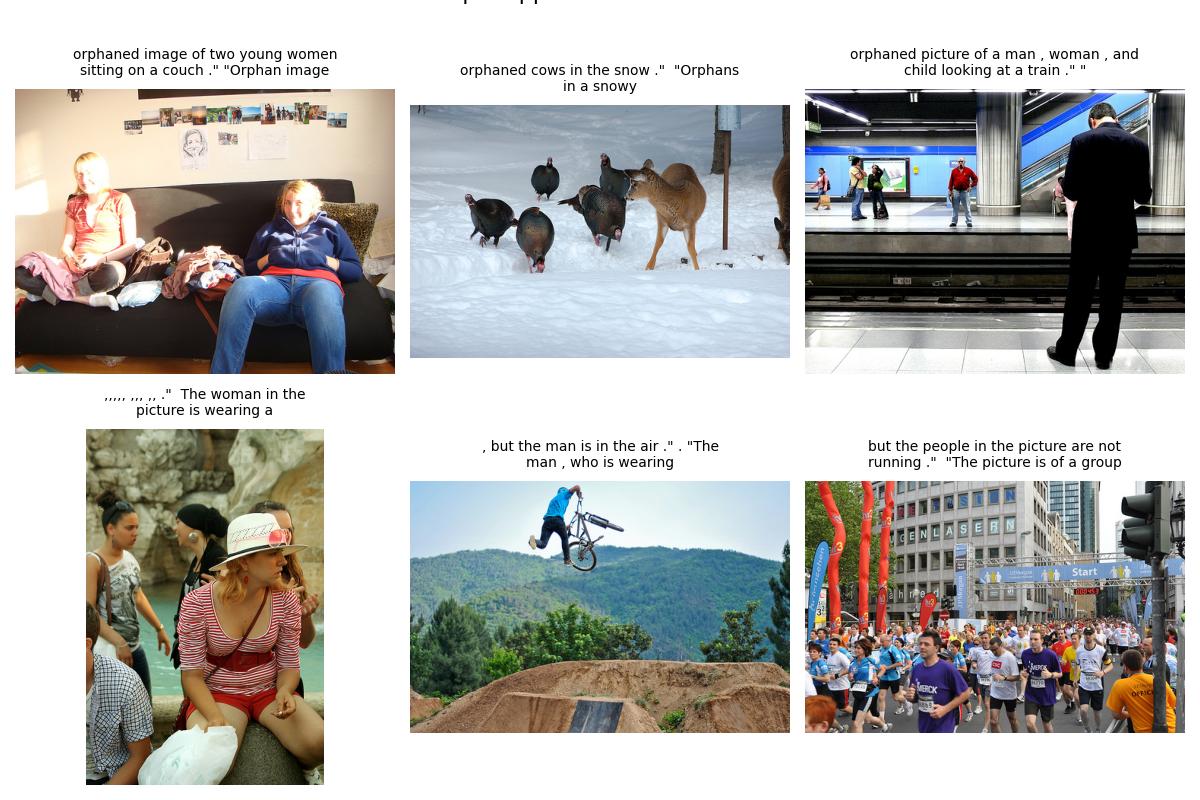 orphaned image of two young women
sitting on a couch ." "Orphan image
orphaned cows in the snow ."  "Orphans
in a snowy
orphaned picture of a man , woman , and
child looking at a train ." "
,,,,, ,,, ,, ."  The woman in the
picture is wearing a
, but the man is in the air ." . "The
man , who is wearing
but the people in the picture are not
running ."  "The picture is of a group
GENLASERN
Start
MERCK